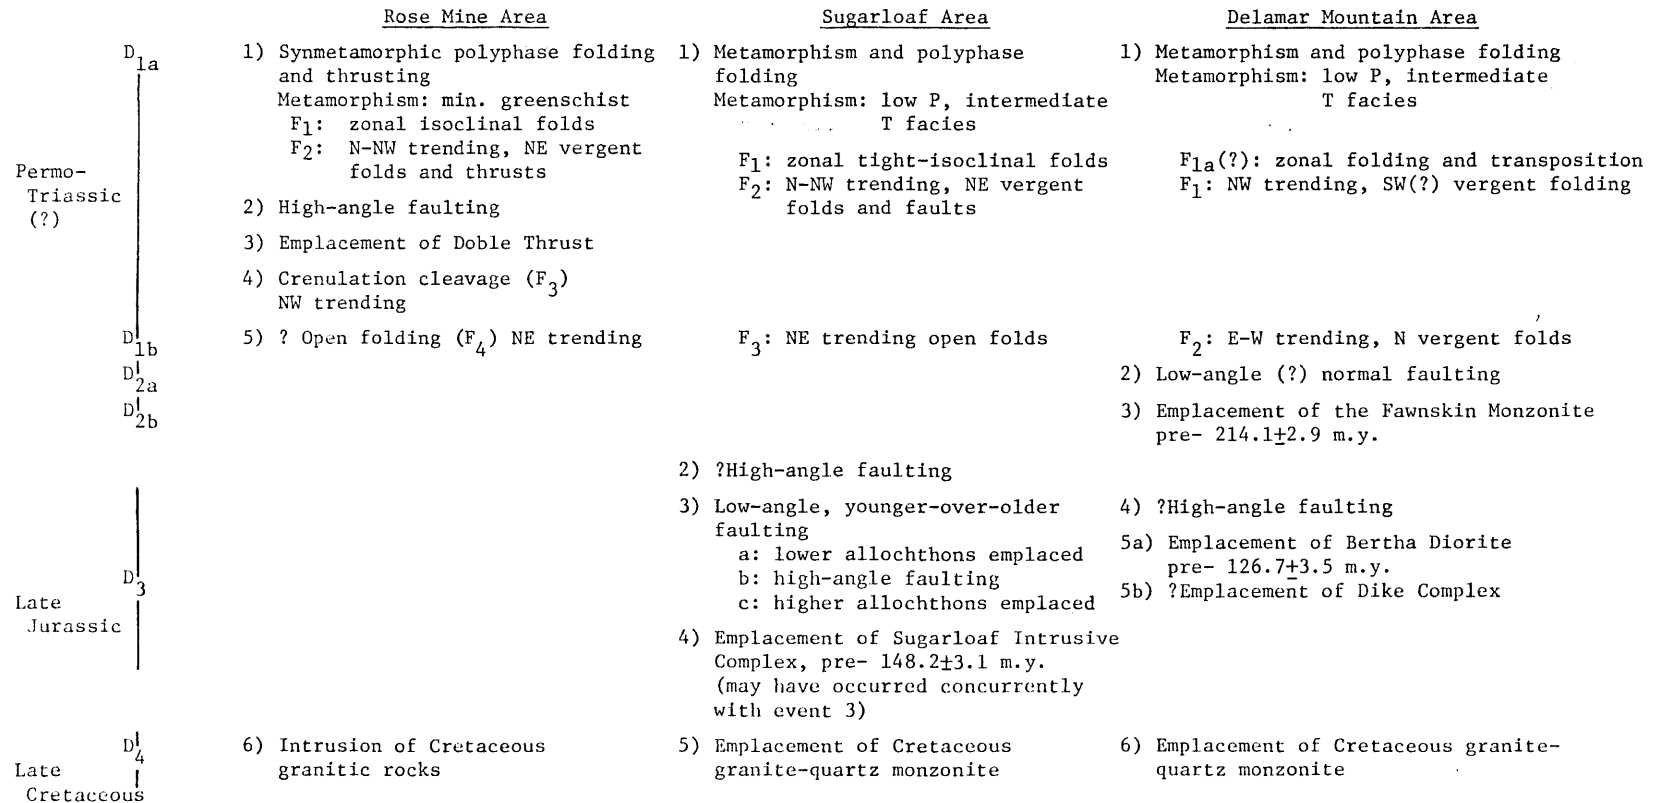 Rose Mine Area
Sugarloaf Area
Delamar Mountain Area
D1a
Permo-
Triassic
(?)
D1b
D2a
D2b
D3
Late
Jurassic
D4
Late
Cretaceous
1) Synmetamorphic polyphase folding
and thrusting
Metamorphism: min. greenschist
F1: zonal isoclinal folds
F2: N-NW trending, NE vergent
folds and thrusts
2) High-angle faulting
3) Emplacement of Doble Thrust
4) Crenulation cleavage (F3)
NW trending
5) ? Open folding (F4) NE trending
6) Intrusion of Cretaceous
granitic rocks
1) Metamorphism and polyphase
folding
Metamorphism: low P, intermediate
T facies
F1: zonal tight-isoclinal folds
F2: N-NW trending, NE vergent
folds and faults
F3: NE trending open folds
2) ?High-angle faulting
3) Low-angle, younger-over-older
faulting
a: lower allochthons emplaced
b: high-angle faulting
c: higher allochthons emplaced
4) Emplacement of Sugarloaf Intrusive
Complex, pre- 148.2±3.1 m.y.
(may have occurred concurrently
with event 3)
5) Emplacement of Cretaceous
granite-quartz monzonite
1) Metamorphism and polyphase folding
Metamorphism: low P, intermediate
T facies
F1a(?): zonal folding and transposition
F1: NW trending, SW(?) vergent folding
F2: E-W trending, N vergent folds
2) Low-angle (?) normal faulting
3) Emplacement of the Fawnskin Monzonite
pre- 214.1±2.9 m.y.
4) ?High-angle faulting
5a) Emplacement of Bertha Diorite
pre- 126.7±3.5 m.y.
5b) ?Emplacement of Dike Complex
6) Emplacement of Cretaceous granite-
quartz monzonite